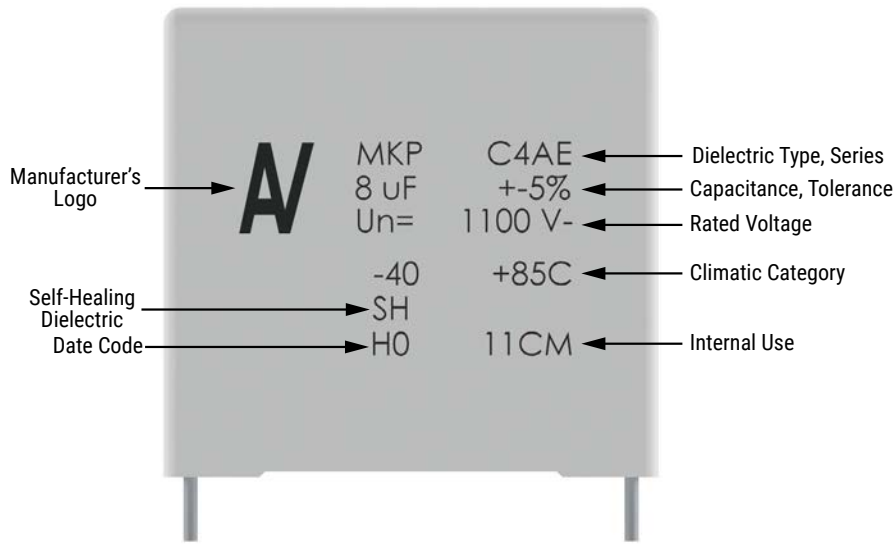 Manufacturer's
Logo
AV
MKP C4AE
8 uF +-5%
Un= 1100 V-
-40 +85C
SH
H0 11CM
Self-Healing
Dielectric
Date Code
Dielectric Type, Series
Capacitance, Tolerance
Rated Voltage
Climatic Category
Internal Use